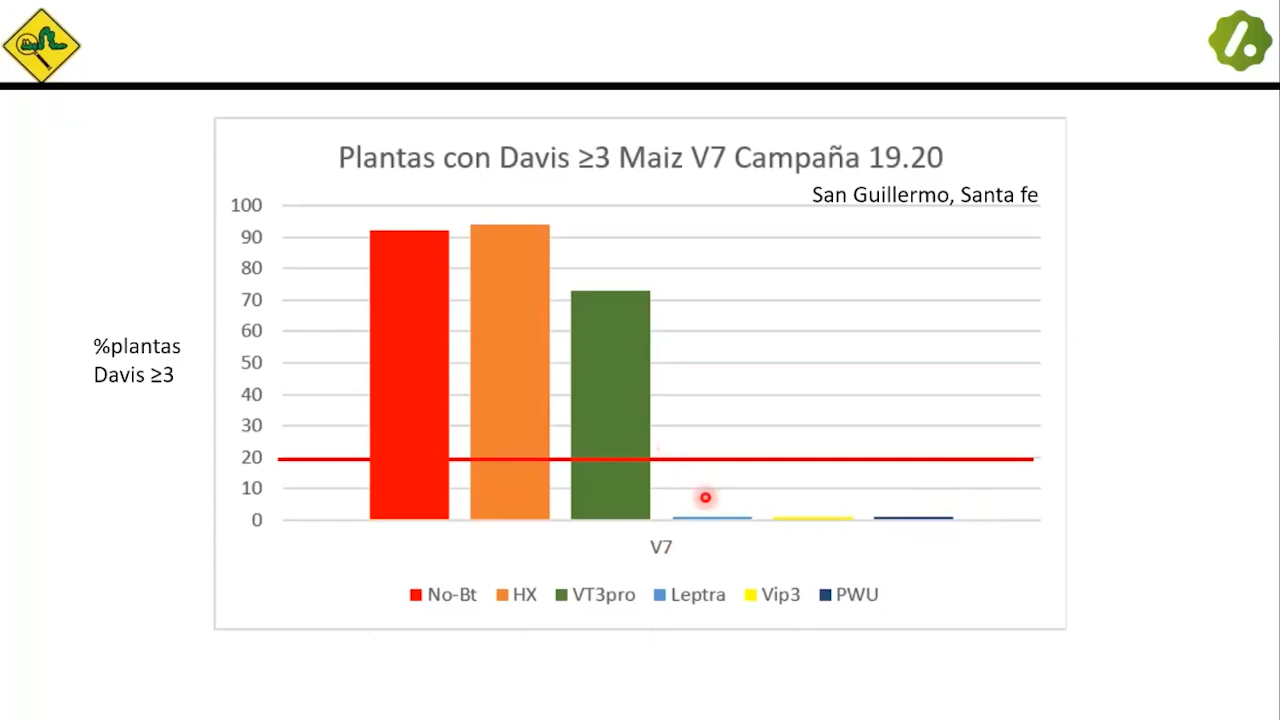 Plantas con Davis ≥3 Maiz V7 Campaña 19.20
San Guillermo, Santa fe
100
90
80
70
60
50
40
30
20
10
0
%plantas
Davis ≥3
V7
No-Bt HX VT3pro Leptra Vip3 PWU